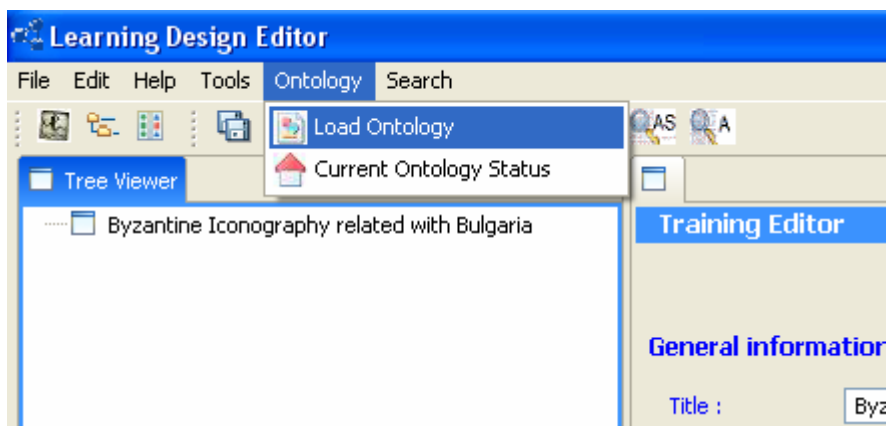 Learning Design Editor
File Edit Help Tools Ontology Search
Load Ontology
AS A
Current Ontology Status
Tree Viewer
Byzantine Iconography related with Bulgaria
Training Editor
General information
Title : Byz